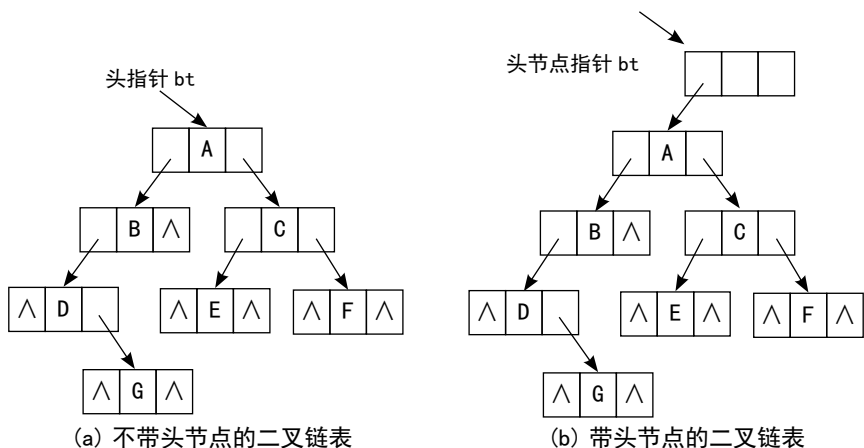 头指针 bt
A
B ∧
C
∧ D
∧ E ∧
∧ F ∧
∧ G ∧
(a) 不带头节点的二叉链表
头节点指针 bt
A
B ∧
C
∧ D
∧ E ∧
∧ F ∧
∧ G ∧
(b) 带头节点的二叉链表